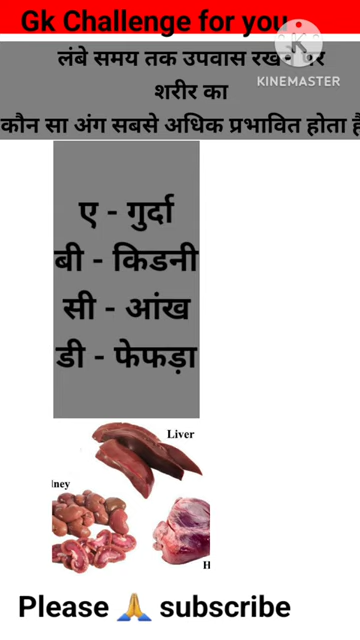 Gk Challenge for you
लंबे समय तक उपवास रखने पर
KINEMASTER
शरीर का
कौन सा अंग सबसे अधिक प्रभावित होता है
ए - गुर्दा
बी - किडनी
सी - आंख
डी - फेफड़ा
Liver
lney
H
Please 🙏 subscribe